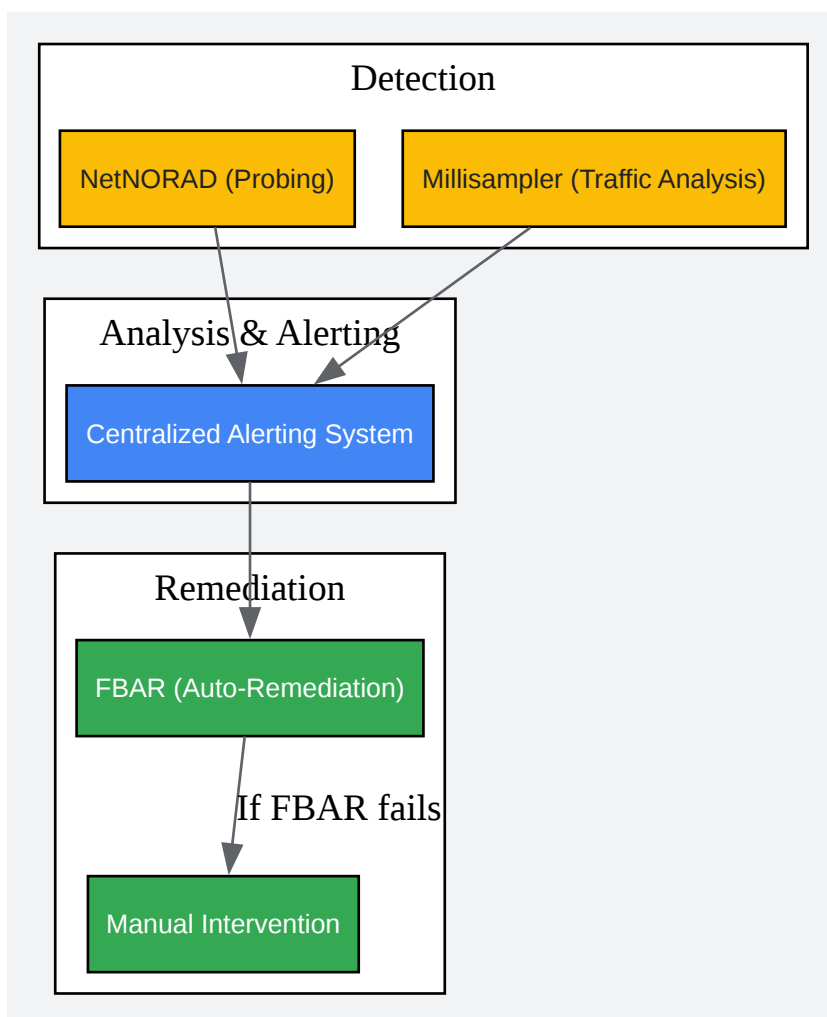 Detection
NetNORAD (Probing)
Millisampler (Traffic Analysis)
Analysis & Alerting
Centralized Alerting System
Remediation
FBAR (Auto-Remediation)
If FBAR fails
Manual Intervention